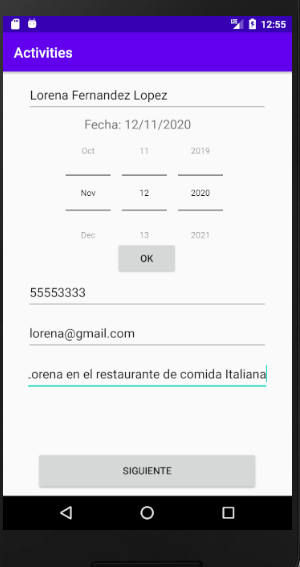 12:55
Activities
Lorena Fernandez Lopez
Fecha: 12/11/2020
Oct 11 2019
Nov 12 2020
Dec 13 2021
OK
55553333
lorena@gmail.com
.orena en el restaurante de comida Italiana
SIGUIENTE